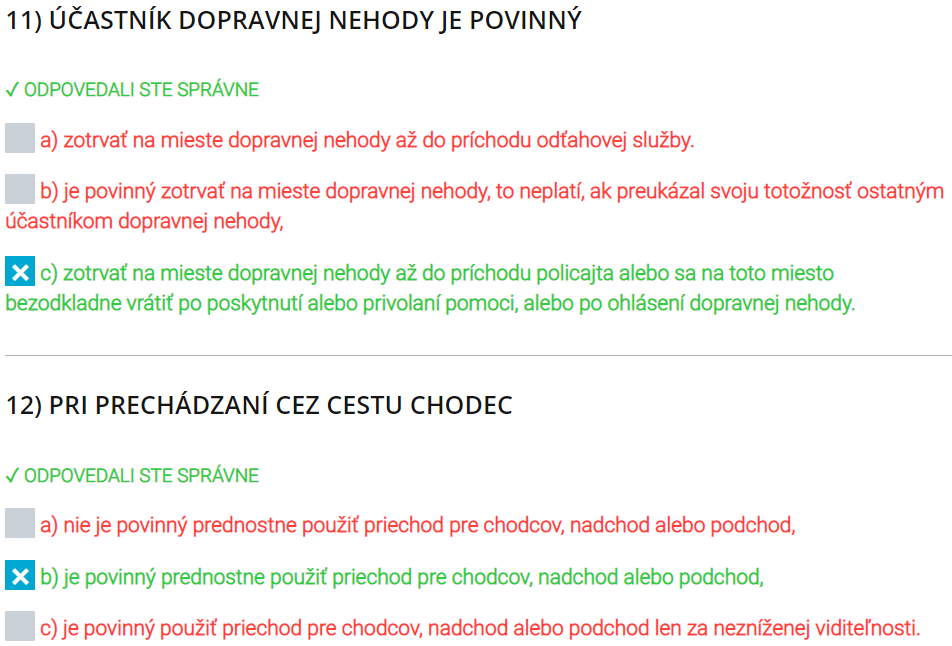 11) ÚČASTNÍK DOPRAVNEJ NEHODY JE POVINNÝ
✓ ODPOVEDALI STE SPRÁVNE
a) zotrvať na mieste dopravnej nehody až do príchodu odťahovej služby.
b) je povinný zotrvať na mieste dopravnej nehody, to neplatí, ak preukázal svoju totožnosť ostatným
účastníkom dopravnej nehody,
c) zotrvať na mieste dopravnej nehody až do príchodu policajta alebo sa na toto miesto
bezodkladne vrátiť po poskytnutí alebo privolaní pomoci, alebo po ohlásení dopravnej nehody.
12) PRI PRECHÁDZANÍ CEZ CESTU CHODEC
✓ ODPOVEDALI STE SPRÁVNE
a) nie je povinný prednostne použiť priechod pre chodcov, nadchod alebo podchod,
b) je povinný prednostne použiť priechod pre chodcov, nadchod alebo podchod,
c) je povinný použiť priechod pre chodcov, nadchod alebo podchod len za nezníženej viditeľnosti.